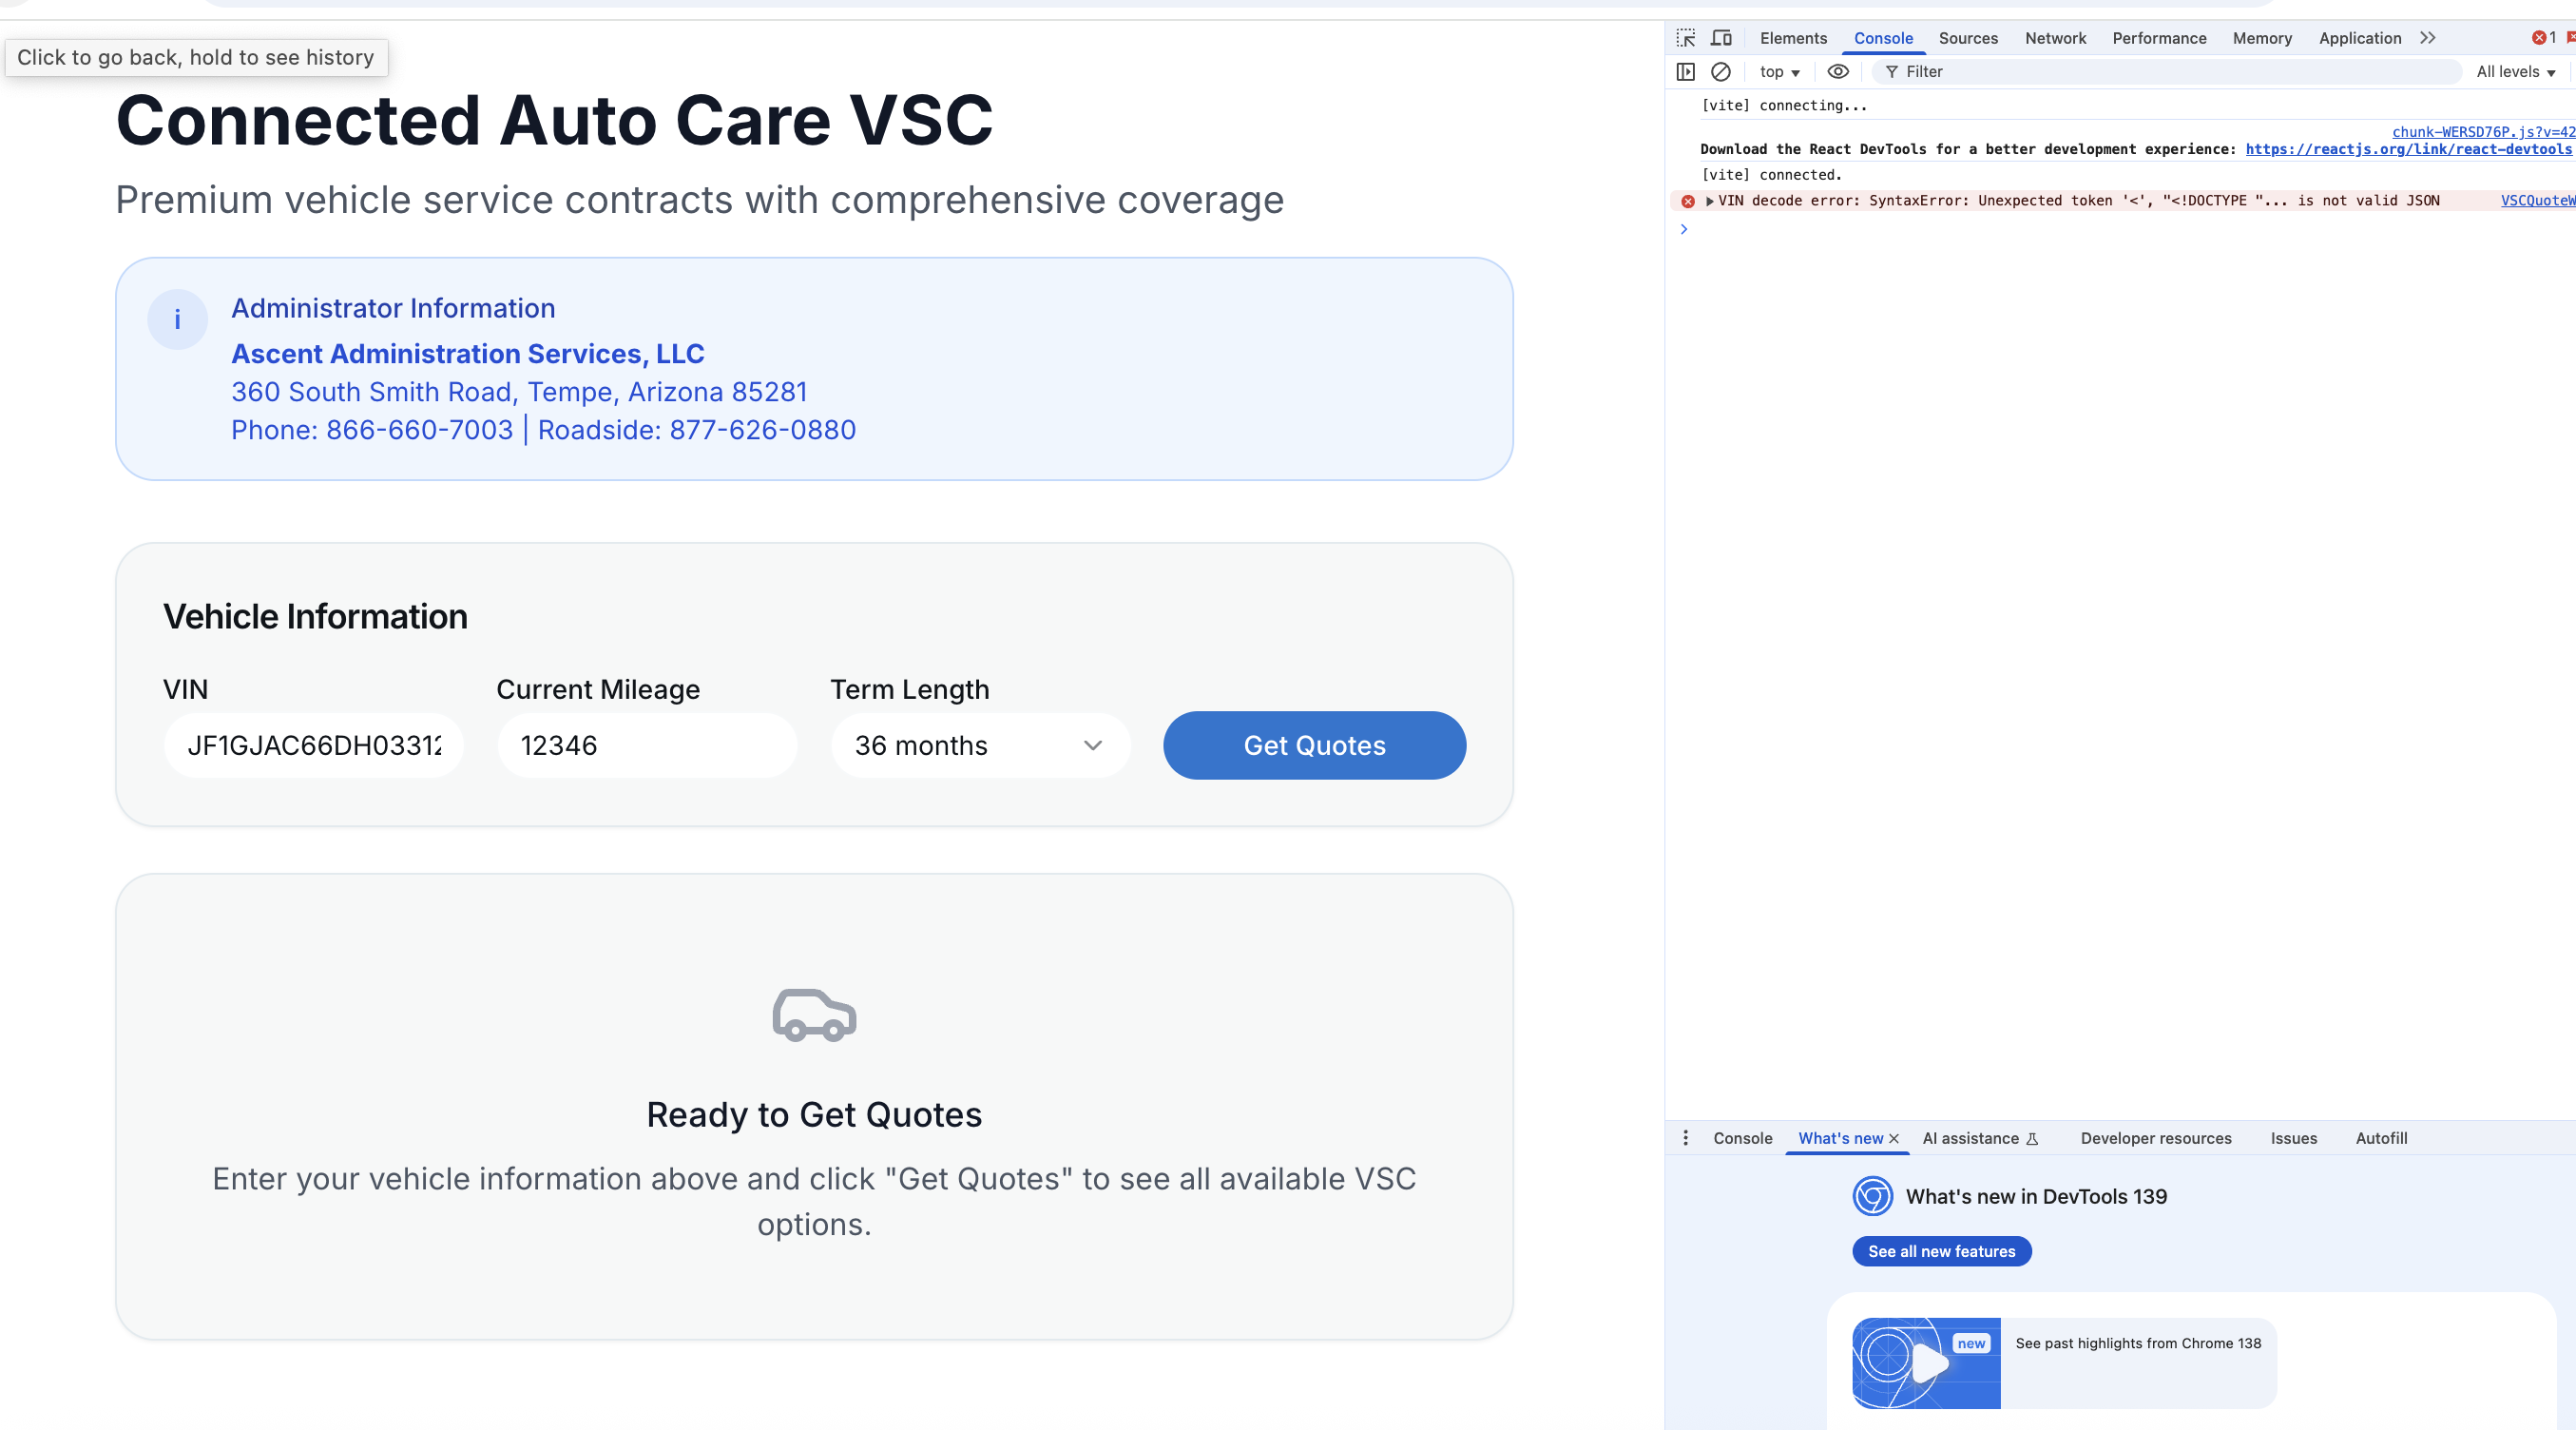 Click to go back, hold to see history
Connected Auto Care VSC
Premium vehicle service contracts with comprehensive coverage
i
Administrator Information
Ascent Administration Services, LLC
360 South Smith Road, Tempe, Arizona 85281
Phone: 866-660-7003 | Roadside: 877-626-0880
Vehicle Information
VIN
Current Mileage
Term Length
JF1GJAC66DH0331
12346
36 months
Get Quotes
Ready to Get Quotes
Enter your vehicle information above and click "Get Quotes" to see all available VSC
options.
Elements
Console
Sources
Network
Performance
Memory
Application
1
top
Filter
All levels
[vite] connecting...
chunk-WERSD76P.js?v=42
Download the React DevTools for a better development experience: https://reactjs.org/link/react-devtools
[vite] connected.
VIN decode error: SyntaxError: Unexpected token '<', "<!DOCTYPE "... is not valid JSON
VSCQuoteW
Console
What's new
AI assistance
Developer resources
Issues
Autofill
What's new in DevTools 139
See all new features
new
See past highlights from Chrome 138